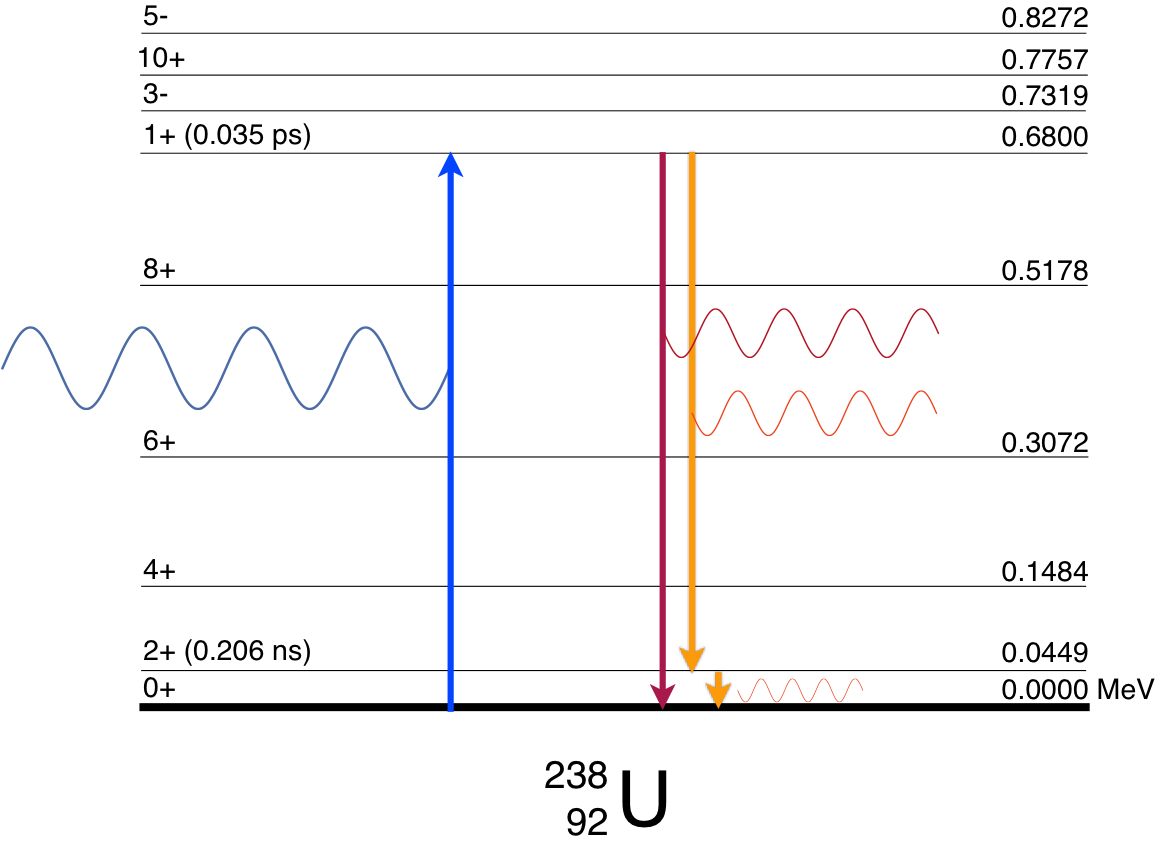 5- 0.8272
10+ 0.7757
3- 0.7319
1+ (0.035 ps) 0.6800
8+ 0.5178
6+ 0.3072
4+ 0.1484
2+ (0.206 ns) 0.0449
0+ 0.0000 MeV
238
92 U